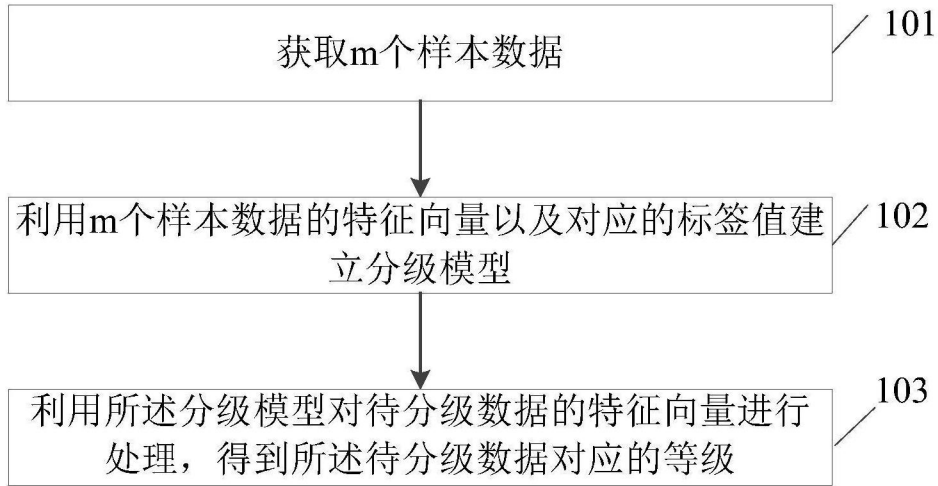 获取m个样本数据
101
利用m个样本数据的特征向量以及对应的标签值建
立分级模型
102
利用所述分级模型对待分级数据的特征向量进行
处理，得到所述待分级数据对应的等级
103